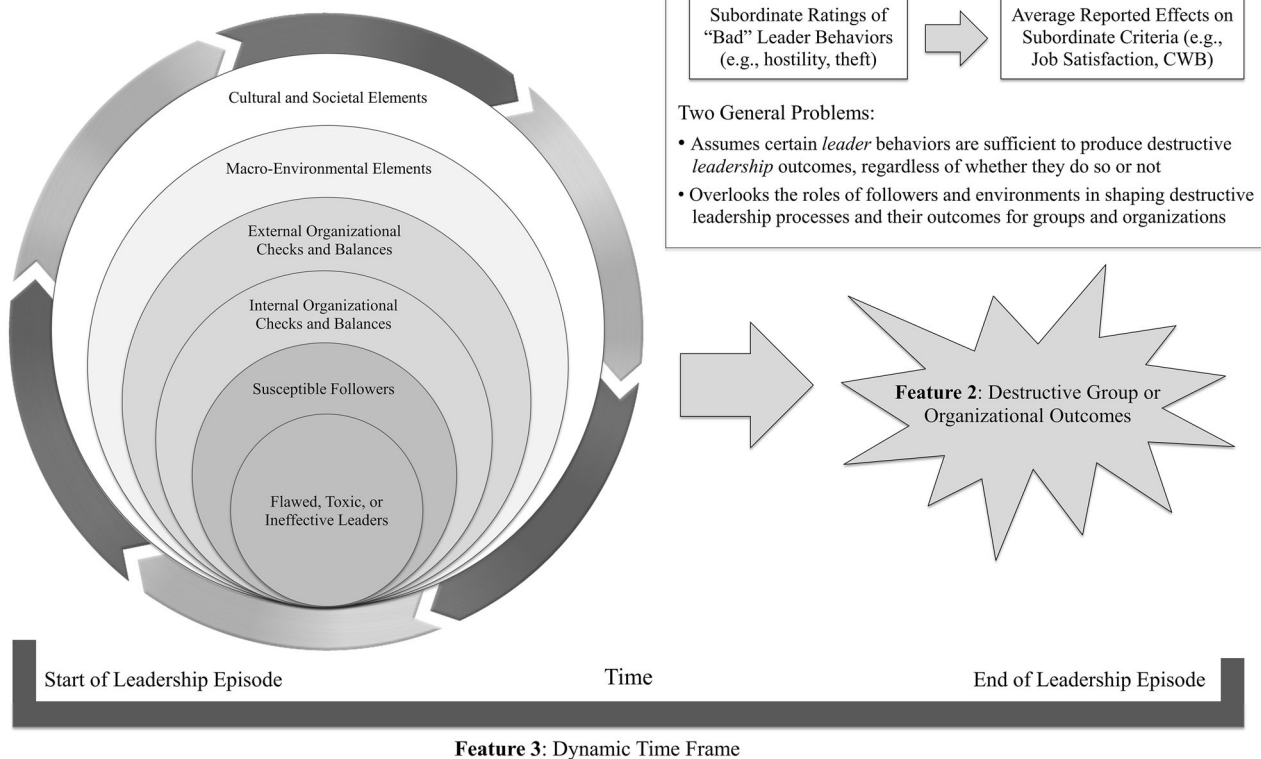 Cultural and Societal Elements
Macro-Environmental Elements
External Organizational
Checks and Balances
Internal Organizational
Checks and Balances
Susceptible Followers
Flawed, Toxic, or
Ineffective Leaders
Subordinate Ratings of
“Bad” Leader Behaviors
(e.g., hostility, theft)
Average Reported Effects on
Subordinate Criteria (e.g.,
Job Satisfaction, CWB)
Two General Problems:
• Assumes certain leader behaviors are sufficient to produce destructive
leadership outcomes, regardless of whether they do so or not
• Overlooks the roles of followers and environments in shaping destructive
leadership processes and their outcomes for groups and organizations
Feature 2: Destructive Group or
Organizational Outcomes
Start of Leadership Episode
Time
End of Leadership Episode
Feature 3: Dynamic Time Frame